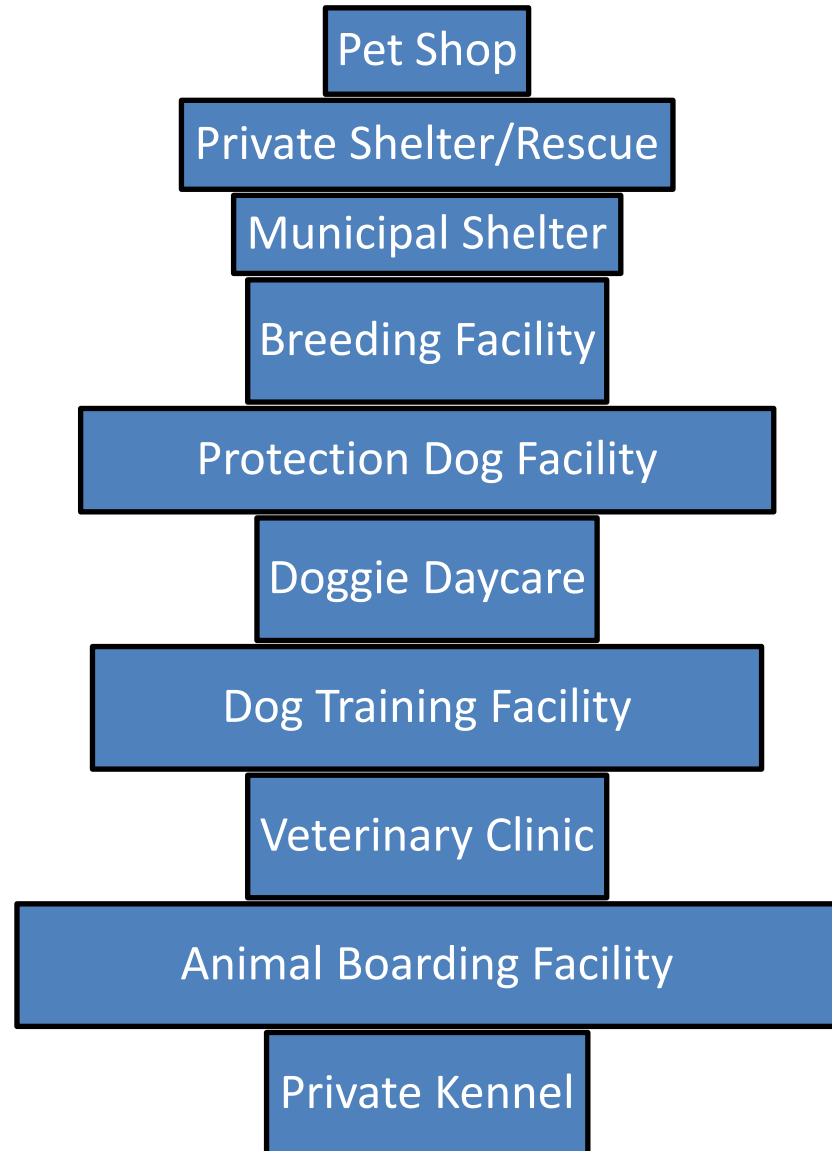 Pet Shop
Private Shelter/Rescue
Municipal Shelter
Breeding Facility
Protection Dog Facility
Doggie Daycare
Dog Training Facility
Veterinary Clinic
Animal Boarding Facility
Private Kennel